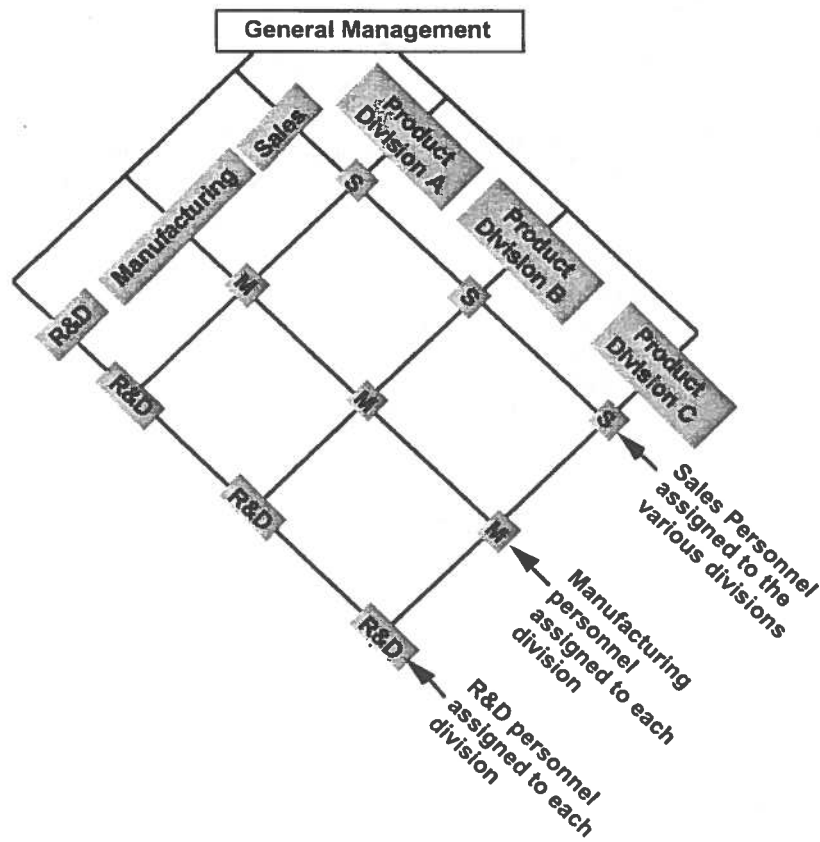 General Management
Sales
Manufacturing
R&D
Product
Division A
Product
Division B
Product
Division C
S
S
S
M
M
M
R&D
R&D
R&D
Sales Personnel
assigned to the
various divisions
Manufacturing
personnel
assigned to each
division
R&D personnel
assigned to each
division